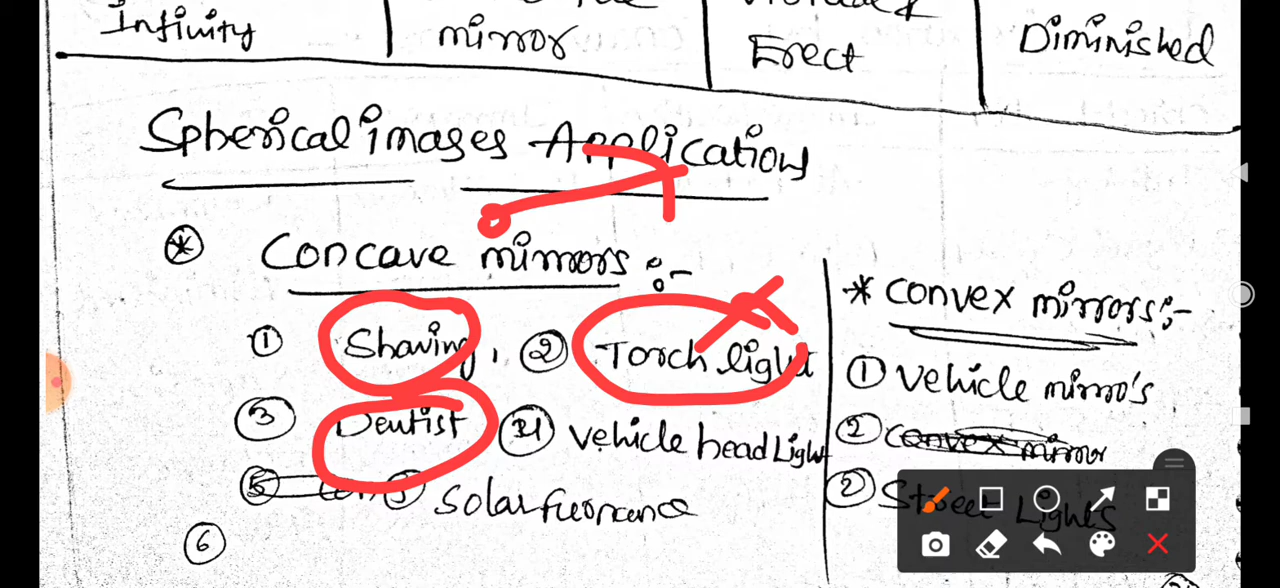 Infinity mirror Erect Diminished
Spherical images Application
* Concave mirrors :-
① Shaving, ② Torch light
③ Dentist ④ Vehicle head Light
⑤ Solar furnance
⑥
* Convex mirrors :-
① Vehicle mirro's
② convex mirror
② Street Lights